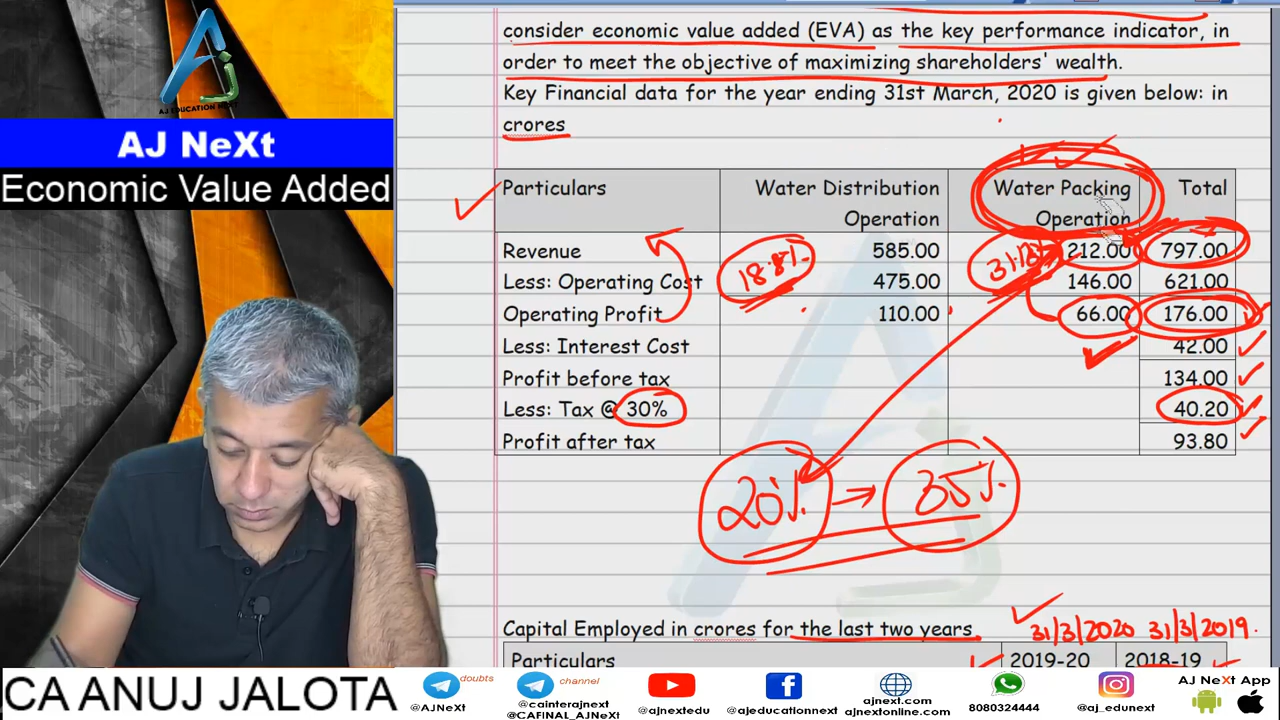 consider economic value added (EVA) as the key performance indicator, in
order to meet the objective of maximizing shareholders' wealth.
Key Financial data for the year ending 31st March, 2020 is given below: in
crores
AJ EDUCATION NEXT
AJ NeXt
Economic Value Added
Particulars Water Distribution Operation Water Packing Operation Total
Revenue 585.00 212.00 797.00
Less: Operating Cost 475.00 146.00 621.00
Operating Profit 110.00 66.00 176.00
Less: Interest Cost 42.00
Profit before tax 134.00
Less: Tax @ 30% 40.20
Profit after tax 93.80
18.8%
20% → 35%
Capital Employed in crores for the last two years.
31/3/2020 31/3/2019.
Particulars 2019-20 2018-19
CA ANUJ JALOTA
doubts
@AJNeXt
channel
@cainterajnext
@CAFINAL_AJNeXt
@ajnextedu
@ajeducationnext
ajnext.com
ajnextonline.com
8080324444
@aj_edunext
AJ NeXt App